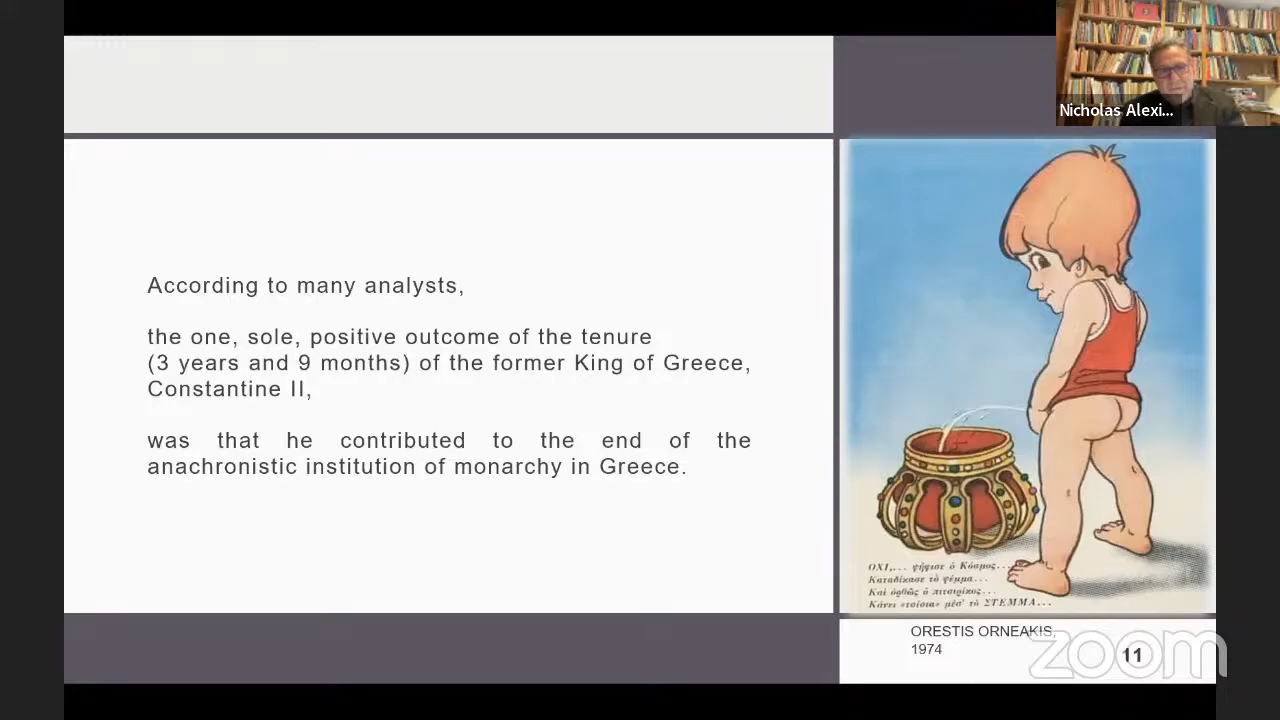 Nicholas Alexi...
According to many analysts,
the one, sole, positive outcome of the tenure
(3 years and 9 months) of the former King of Greece,
Constantine II,
was that he contributed to the end of the
anachronistic institution of monarchy in Greece.
ΟΧΙ,... ψήφισε ὁ Κόσμος...
Καταδίκασε τὸ ψέμμα...
Καὶ ὀρθῶς ὁ πιτσιρίκος...
Κάνει «τσίσια» μέσ' τὸ ΣΤΕΜΜΑ...
ORESTIS ORNEAKIS,
1974
11
zoom